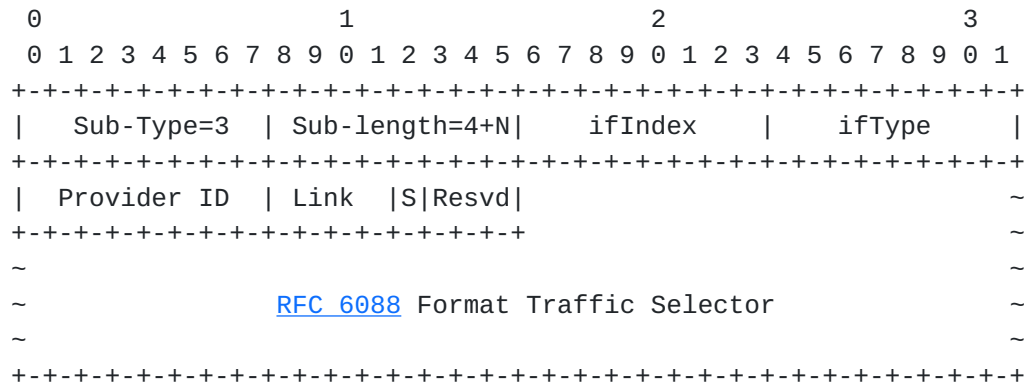 0                   1                   2                   3
 0 1 2 3 4 5 6 7 8 9 0 1 2 3 4 5 6 7 8 9 0 1 2 3 4 5 6 7 8 9 0 1
+-+-+-+-+-+-+-+-+-+-+-+-+-+-+-+-+-+-+-+-+-+-+-+-+-+-+-+-+-+-+-+-+
|   Sub-Type=3  | Sub-length=4+N|    ifIndex    |    ifType     |
+-+-+-+-+-+-+-+-+-+-+-+-+-+-+-+-+-+-+-+-+-+-+-+-+-+-+-+-+-+-+-+-+
|  Provider ID  | Link  |S|Resvd|                               ~
+-+-+-+-+-+-+-+-+-+-+-+-+-+-+-+-+                               ~
~                                                               ~
~                RFC 6088 Format Traffic Selector               ~
~                                                               ~
+-+-+-+-+-+-+-+-+-+-+-+-+-+-+-+-+-+-+-+-+-+-+-+-+-+-+-+-+-+-+-+-+